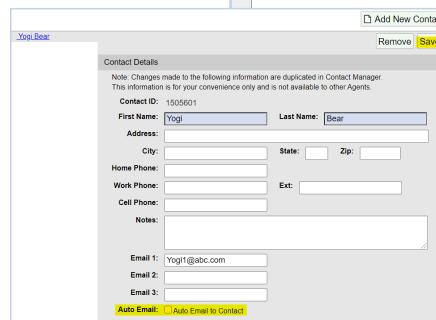 Add New Conta
Yogi Bear
Remove Save
Contact Details
Note: Changes made to the following information are duplicated in Contact Manager.
This information is for your convenience only and is not available to other Agents.
Contact ID: 1505601
First Name: Yogi Last Name: Bear
Address:
City: State: Zip:
Home Phone:
Work Phone: Ext:
Cell Phone:
Notes:
Email 1: Yogi1@abc.com
Email 2:
Email 3:
Auto Email: Auto Email to Contact